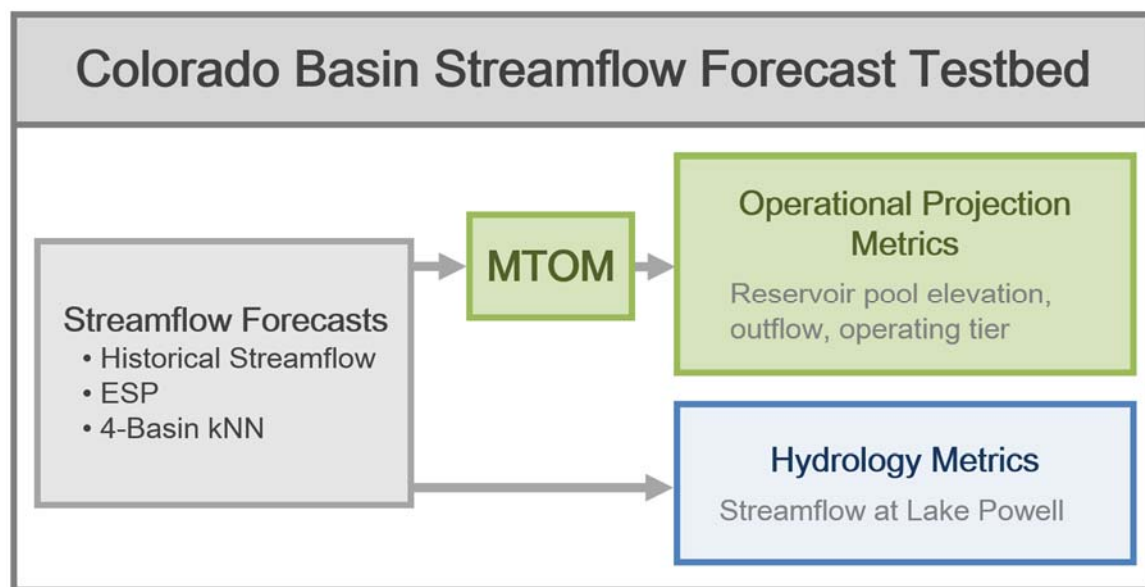 Colorado Basin Streamflow Forecast Testbed
Streamflow Forecasts
• Historical Streamflow
• ESP
• 4-Basin kNN
MTOM
Operational Projection
Metrics
Reservoir pool elevation,
outflow, operating tier
Hydrology Metrics
Streamflow at Lake Powell